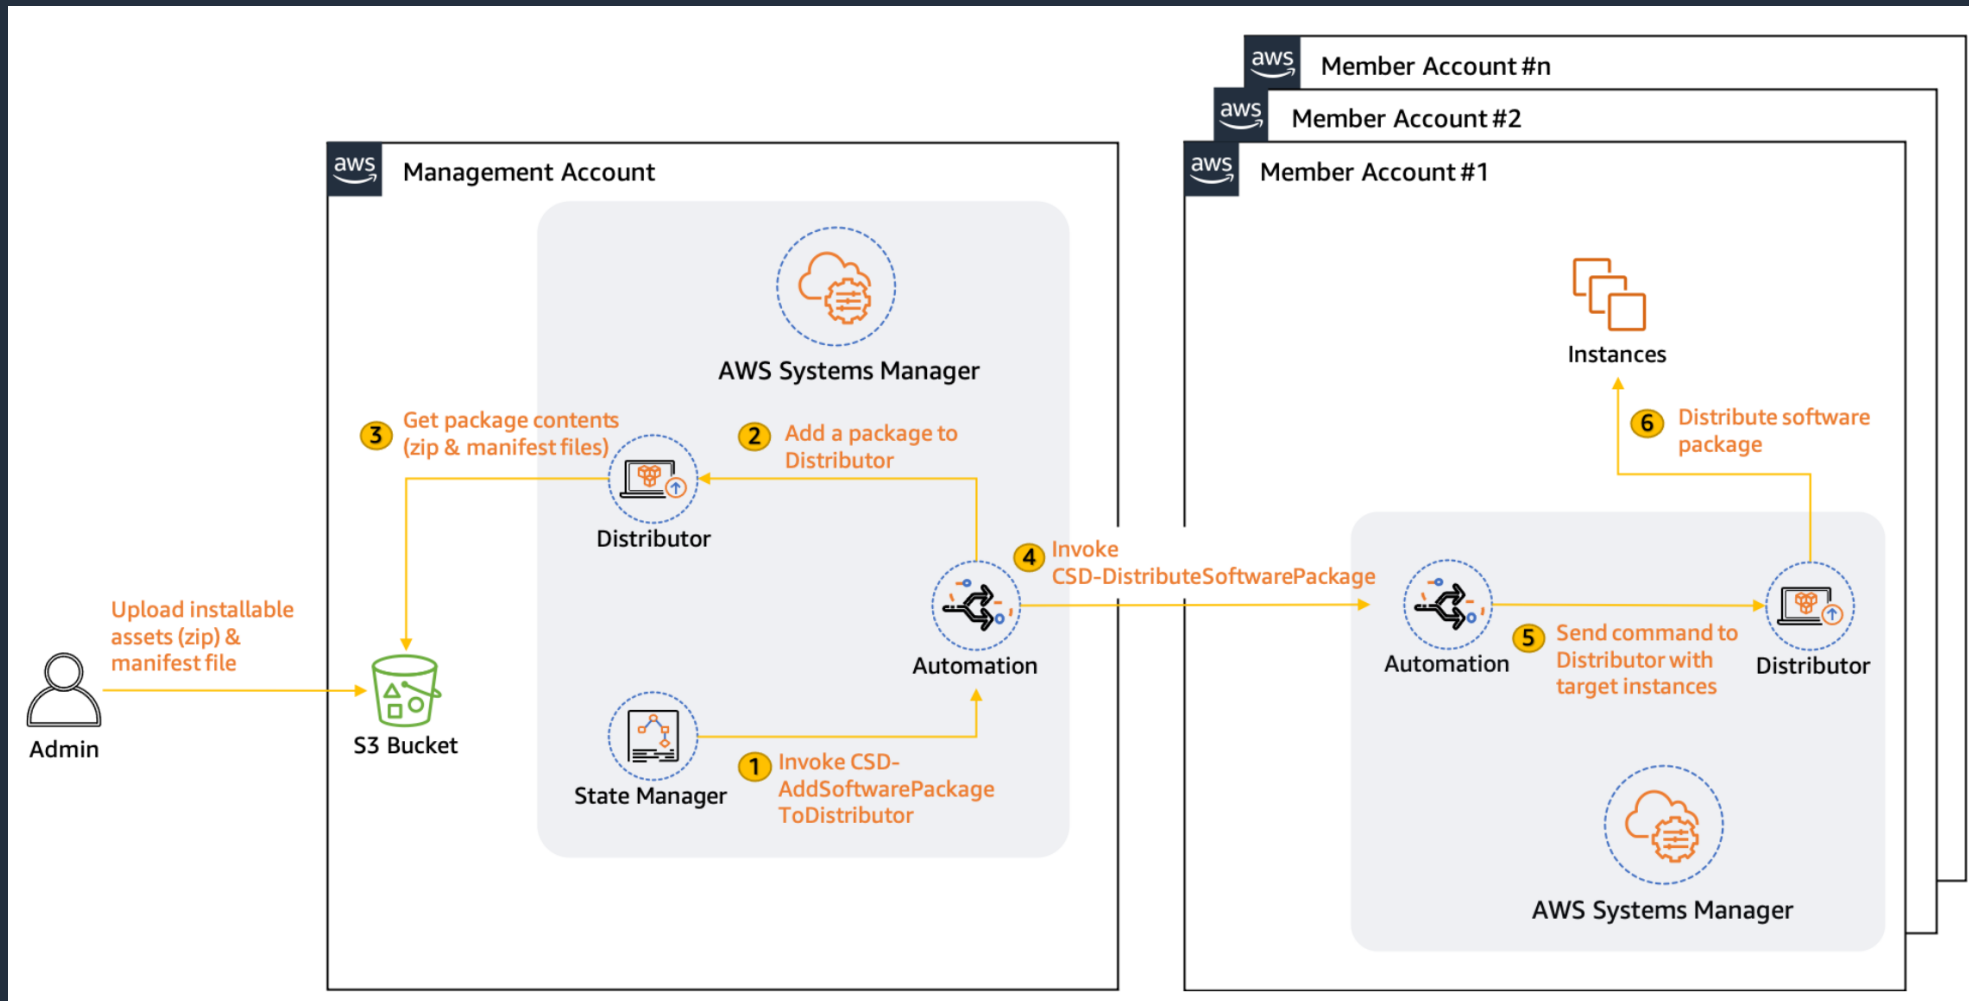 aws
Member Account #n
aws
Member Account #2
aws
Management Account
aws
Member Account #1
AWS Systems Manager
Instances
3
Get package contents
(zip & manifest files)
2
Add a package to
Distributor
6
Distribute software
package
Distributor
4
Invoke
CSD-DistributeSoftwarePackage
Upload installable
assets (zip) &
manifest file
Automation
Automation
5
Send command to
Distributor with
target instances
Distributor
Admin
S3 Bucket
State Manager
1
Invoke CSD-
AddSoftwarePackage
ToDistributor
AWS Systems Manager